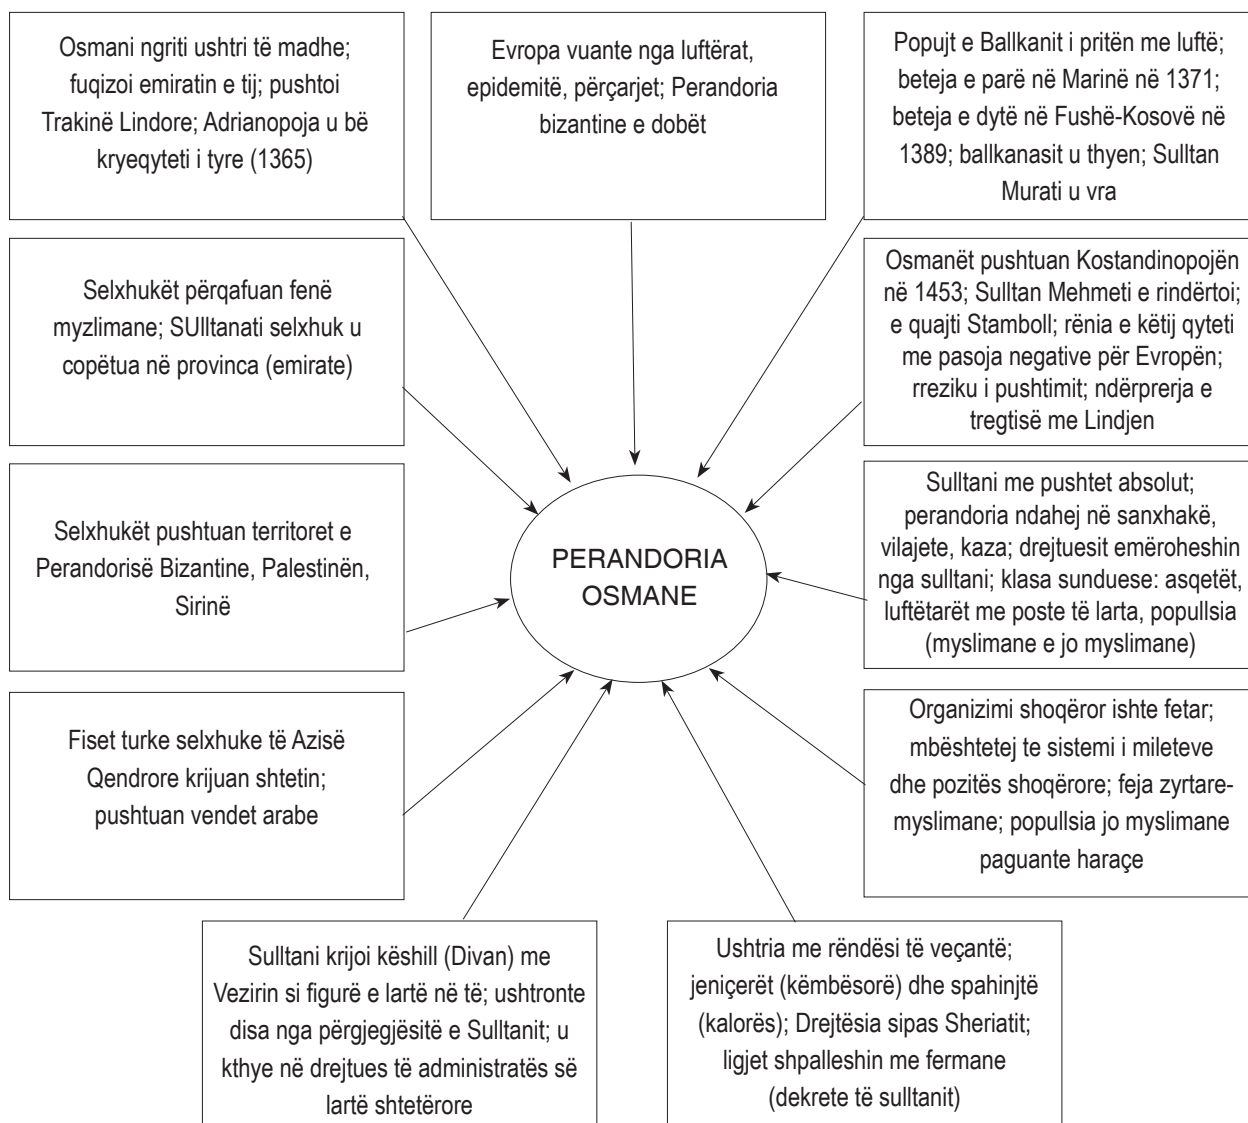 Osmani ngriti ushtri të madhe;
fuqizoi emiratin e tij; pushtoi
Trakinë Lindore; Adrianopoja u bë
kryeqyteti i tyre (1365)
Evropa vuante nga luftërat,
epidemitë, përçarjet; Perandoria
bizantine e dobët
Popujt e Ballkanit i pritën me luftë;
beteja e parë në Marinë në 1371;
beteja e dytë në Fushë-Kosovë në
1389; ballkanasit u thyen; Sulltan
Murati u vra
Selxhukët përqafuan fenë
myzlimane; SUlltanati selxhuk u
copëtua në provinca (emirate)
Osmanët pushtuan Kostandinopojën
në 1453; Sulltan Mehmeti e rindërtoi;
e quajti Stamboll; rënia e këtij qyteti
me pasoja negative për Evropën;
rreziku i pushtimit; ndërprerja e
tregtisë me Lindjen
Selxhukët pushtuan territoret e
Perandorisë Bizantine, Palestinën,
Sirinë
PERANDORIA
OSMANE
Sulltani me pushtet absolut;
perandoria ndahej në sanxhakë,
vilajete, kaza; drejtuesit emëroheshin
nga sulltani; klasa sunduese: asqetët,
luftëtarët me poste të larta, popullsia
(myslimane e jo myslimane)
Fiset turke selxhuke të Azisë
Qendrore krijuan shtetin;
pushtuan vendet arabe
Organizimi shoqëror ishte fetar;
mbështetej te sistemi i mileteve
dhe pozitës shoqërore; feja zyrtare-
myslimane; popullsia jo myslimane
paguante haraçe
Sulltani krijoi këshill (Divan) me
Vezirin si figurë e lartë në të; ushtronte
disa nga përgjegjësitë e Sulltanit; u
kthye në drejtues të administratës së
lartë shtetërore
Ushtria me rëndësi të veçantë;
jeniçerët (këmbësorë) dhe spahinjtë
(kalorës); Drejtësia sipas Sheriatit;
ligjet shpalleshin me fermane
(dekrete të sulltanit)